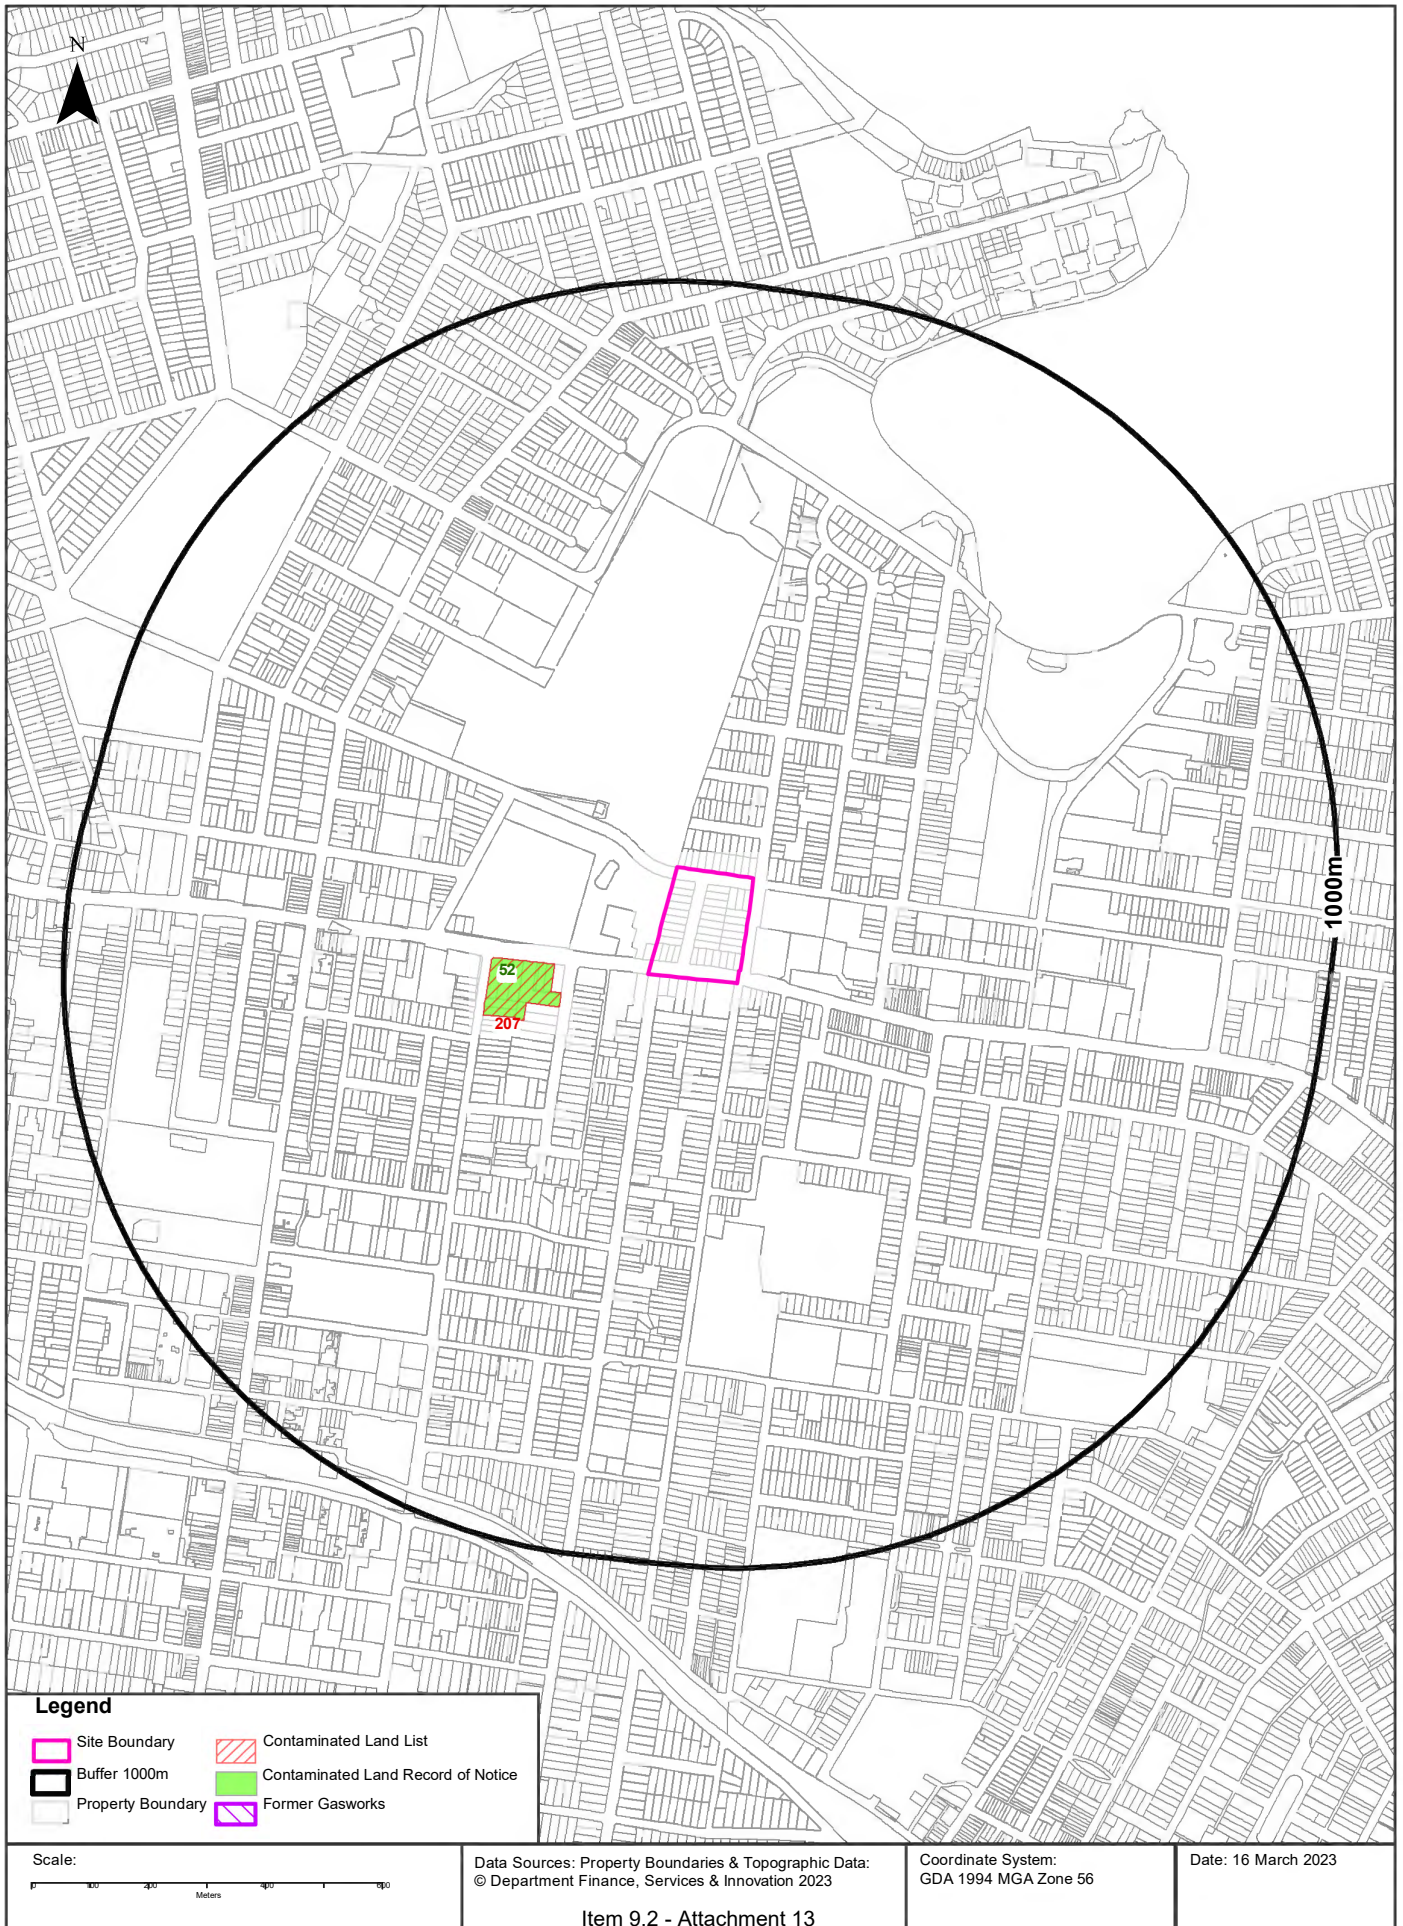 N
1000m
52
207
Legend
Site Boundary
Contaminated Land List
Buffer 1000m
Contaminated Land Record of Notice
Property Boundary
Former Gasworks
Scale:
0 100 200 400 600
Meters
Data Sources: Property Boundaries & Topographic Data:
© Department Finance, Services & Innovation 2023
Coordinate System:
GDA 1994 MGA Zone 56
Date: 16 March 2023
Item 9.2 - Attachment 13